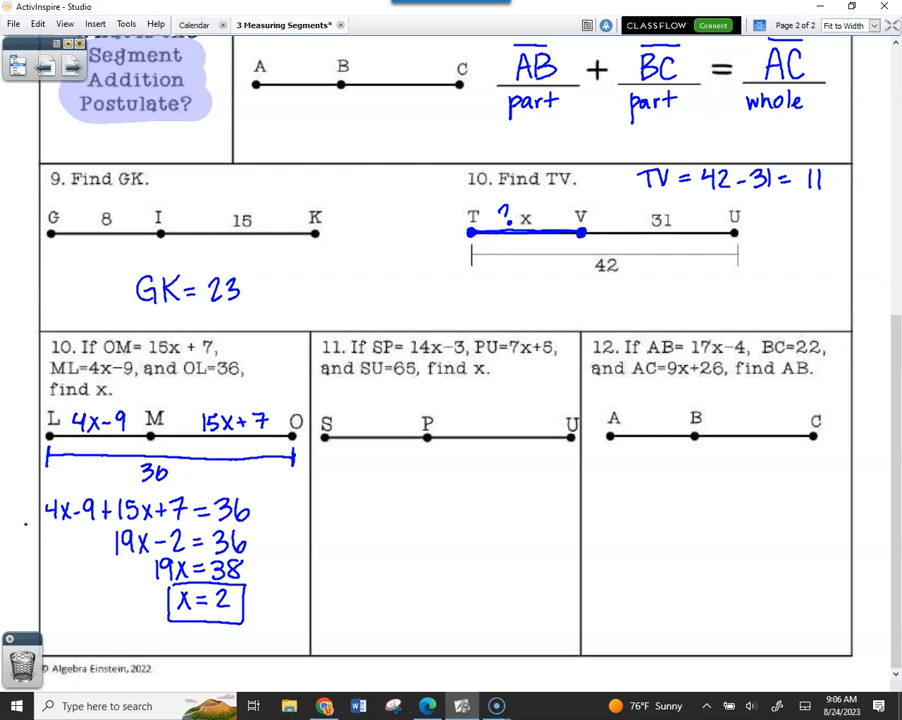 ActivInspire - Studio
File Edit View Insert Tools Help
Calendar
3 Measuring Segments*
CLASSFLOW Connect
Page 2 of 2
Fit to Width
Segment
Addition
Postulate?
A B C
AB + BC = AC
part part whole
9. Find GK.
G 8 I 15 K
GK = 23
10. Find TV.
TV = 42 - 31 = 11
T ? x V 31 U
42
10. If OM= 15x + 7,
ML=4x–9, and OL=36,
find x.
L 4x-9 M 15x+7 O
36
4x-9+15x+7 = 36
19x - 2 = 36
19x = 38
x = 2
11. If SP= 14x–3, PU=7x+5,
and SU=65, find x.
S P U
12. If AB= 17x–4, BC=22,
and AC=9x+26, find AB.
A B C
© Algebra Einstein, 2022
Type here to search
76°F Sunny
9:06 AM
8/24/2023